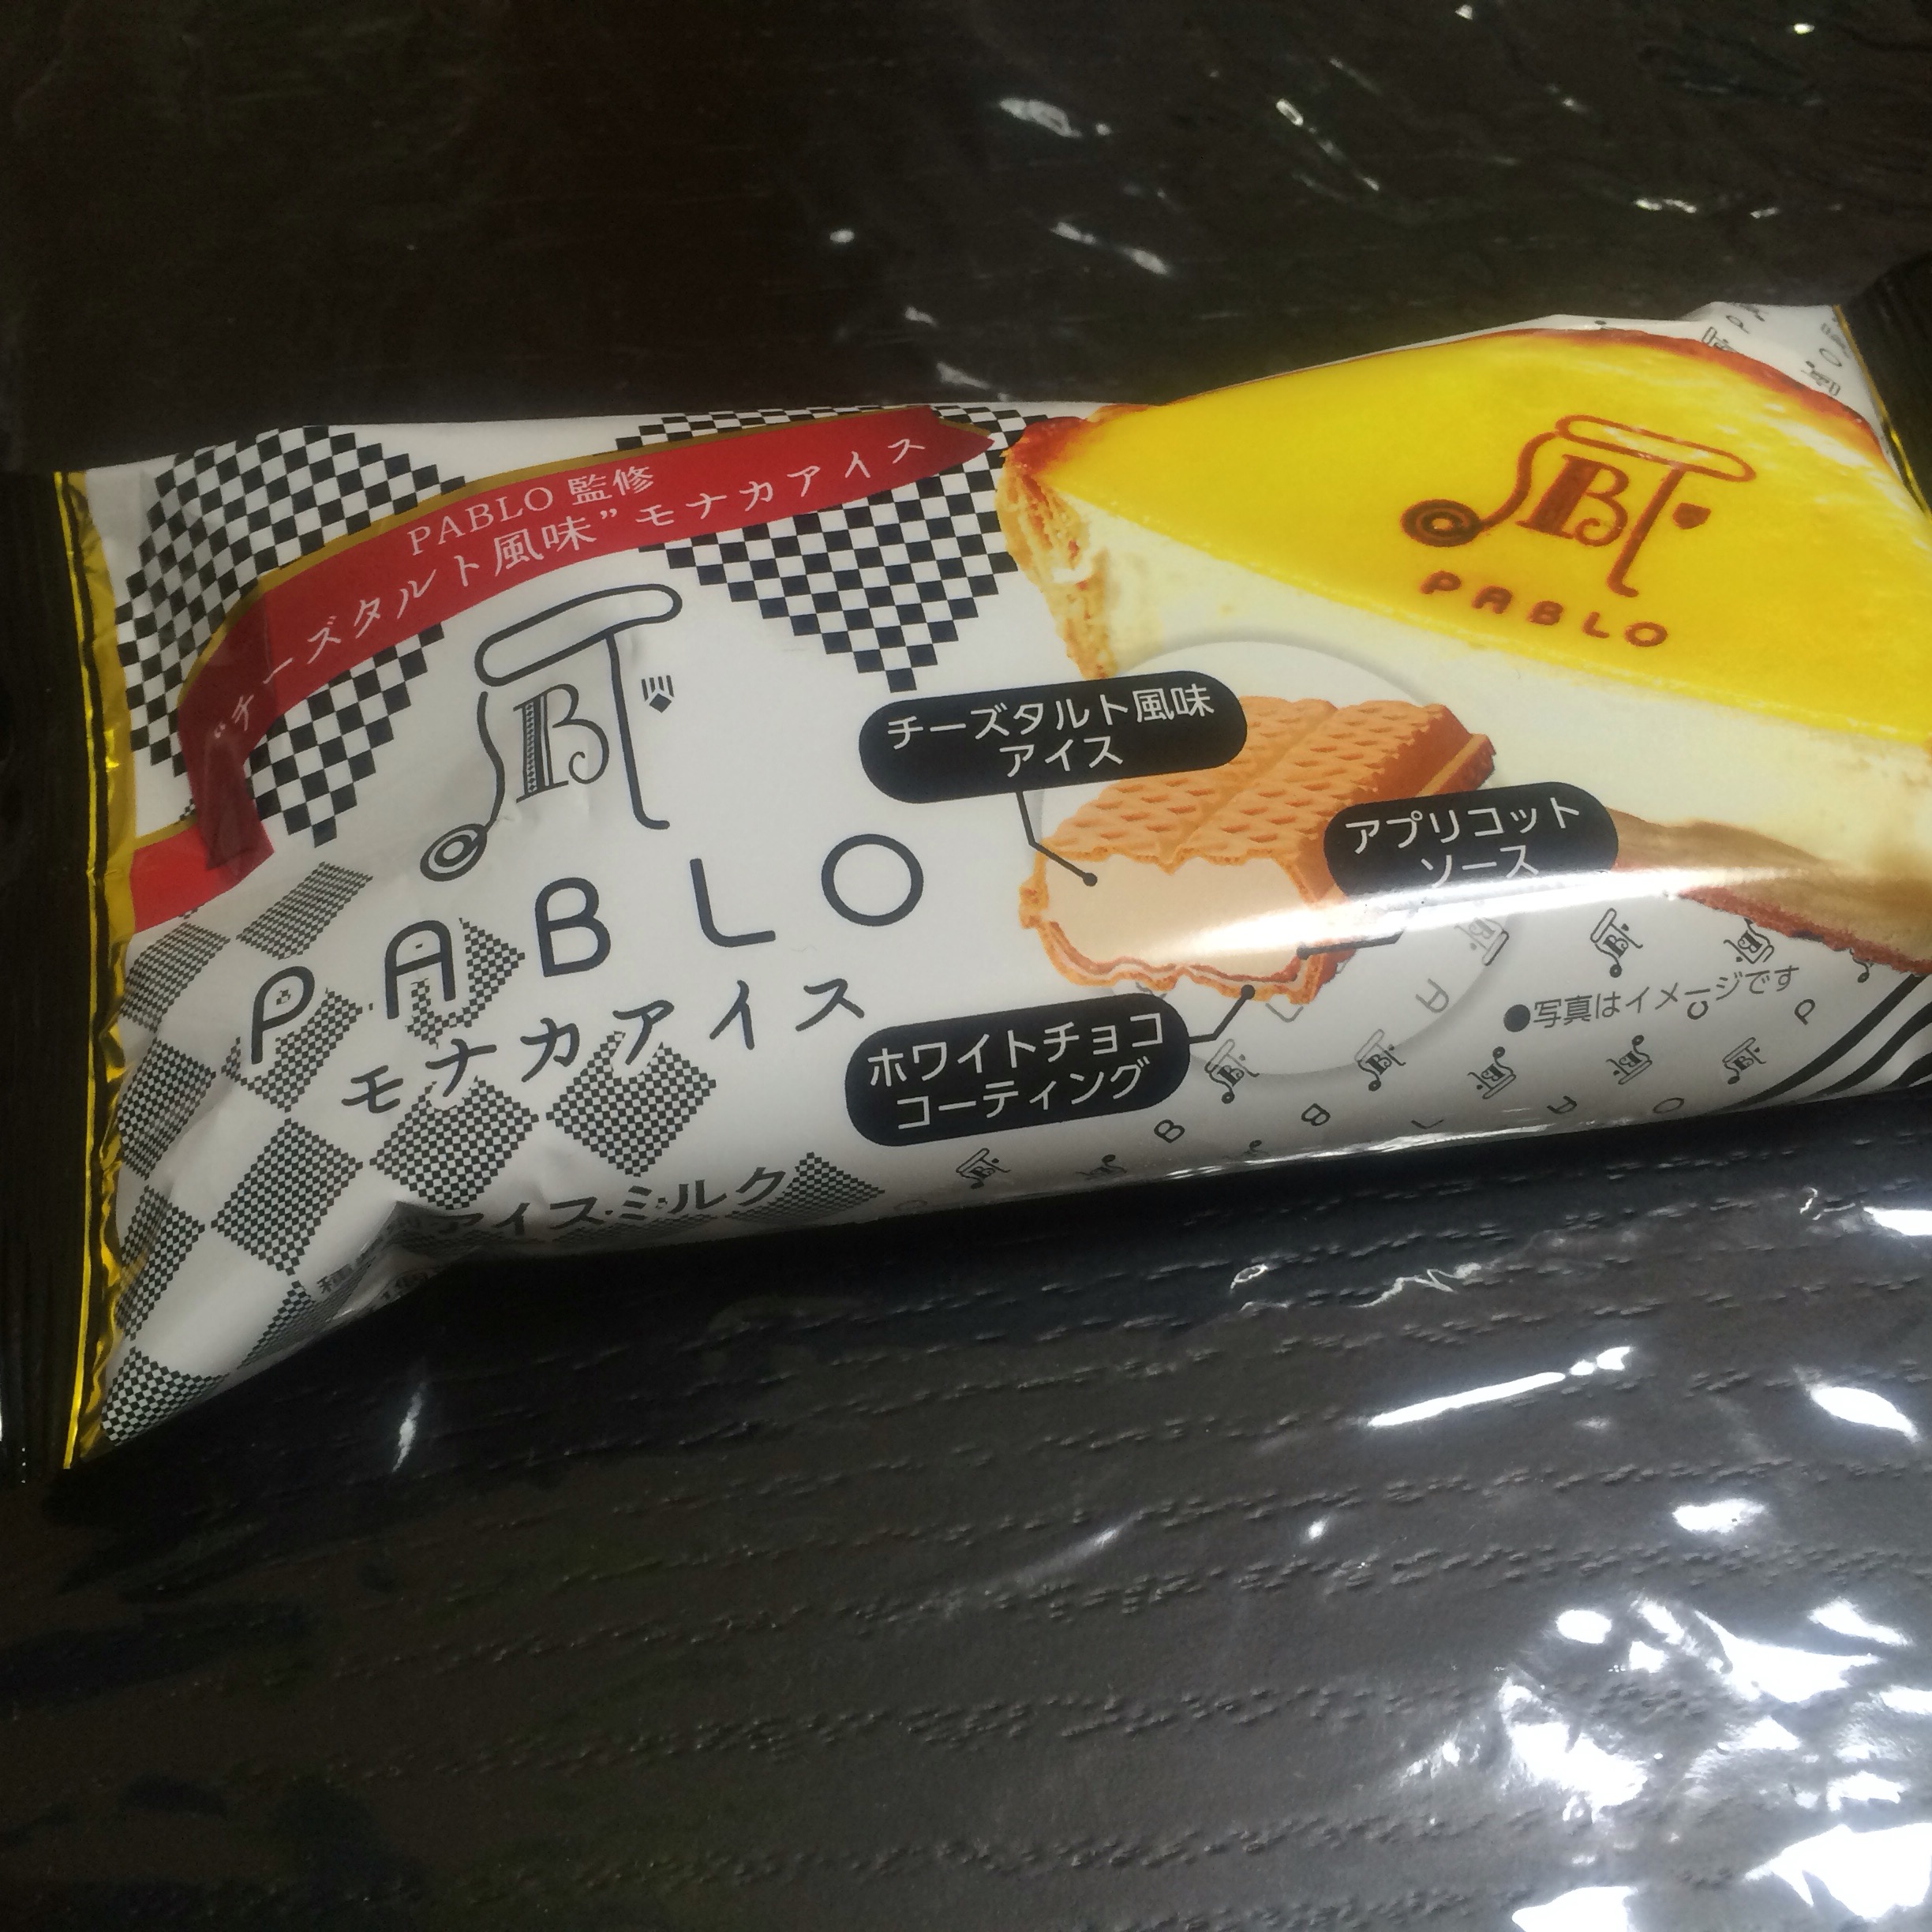 PABLO 監修
“チーズタルト風味”モナカアイス
PABLO
モナカアイス
チーズタルト風味
アイス
アプリコット
ソース
ホワイトチョコ
コーティング
PABLO
●写真はイメージです
アイスミルク